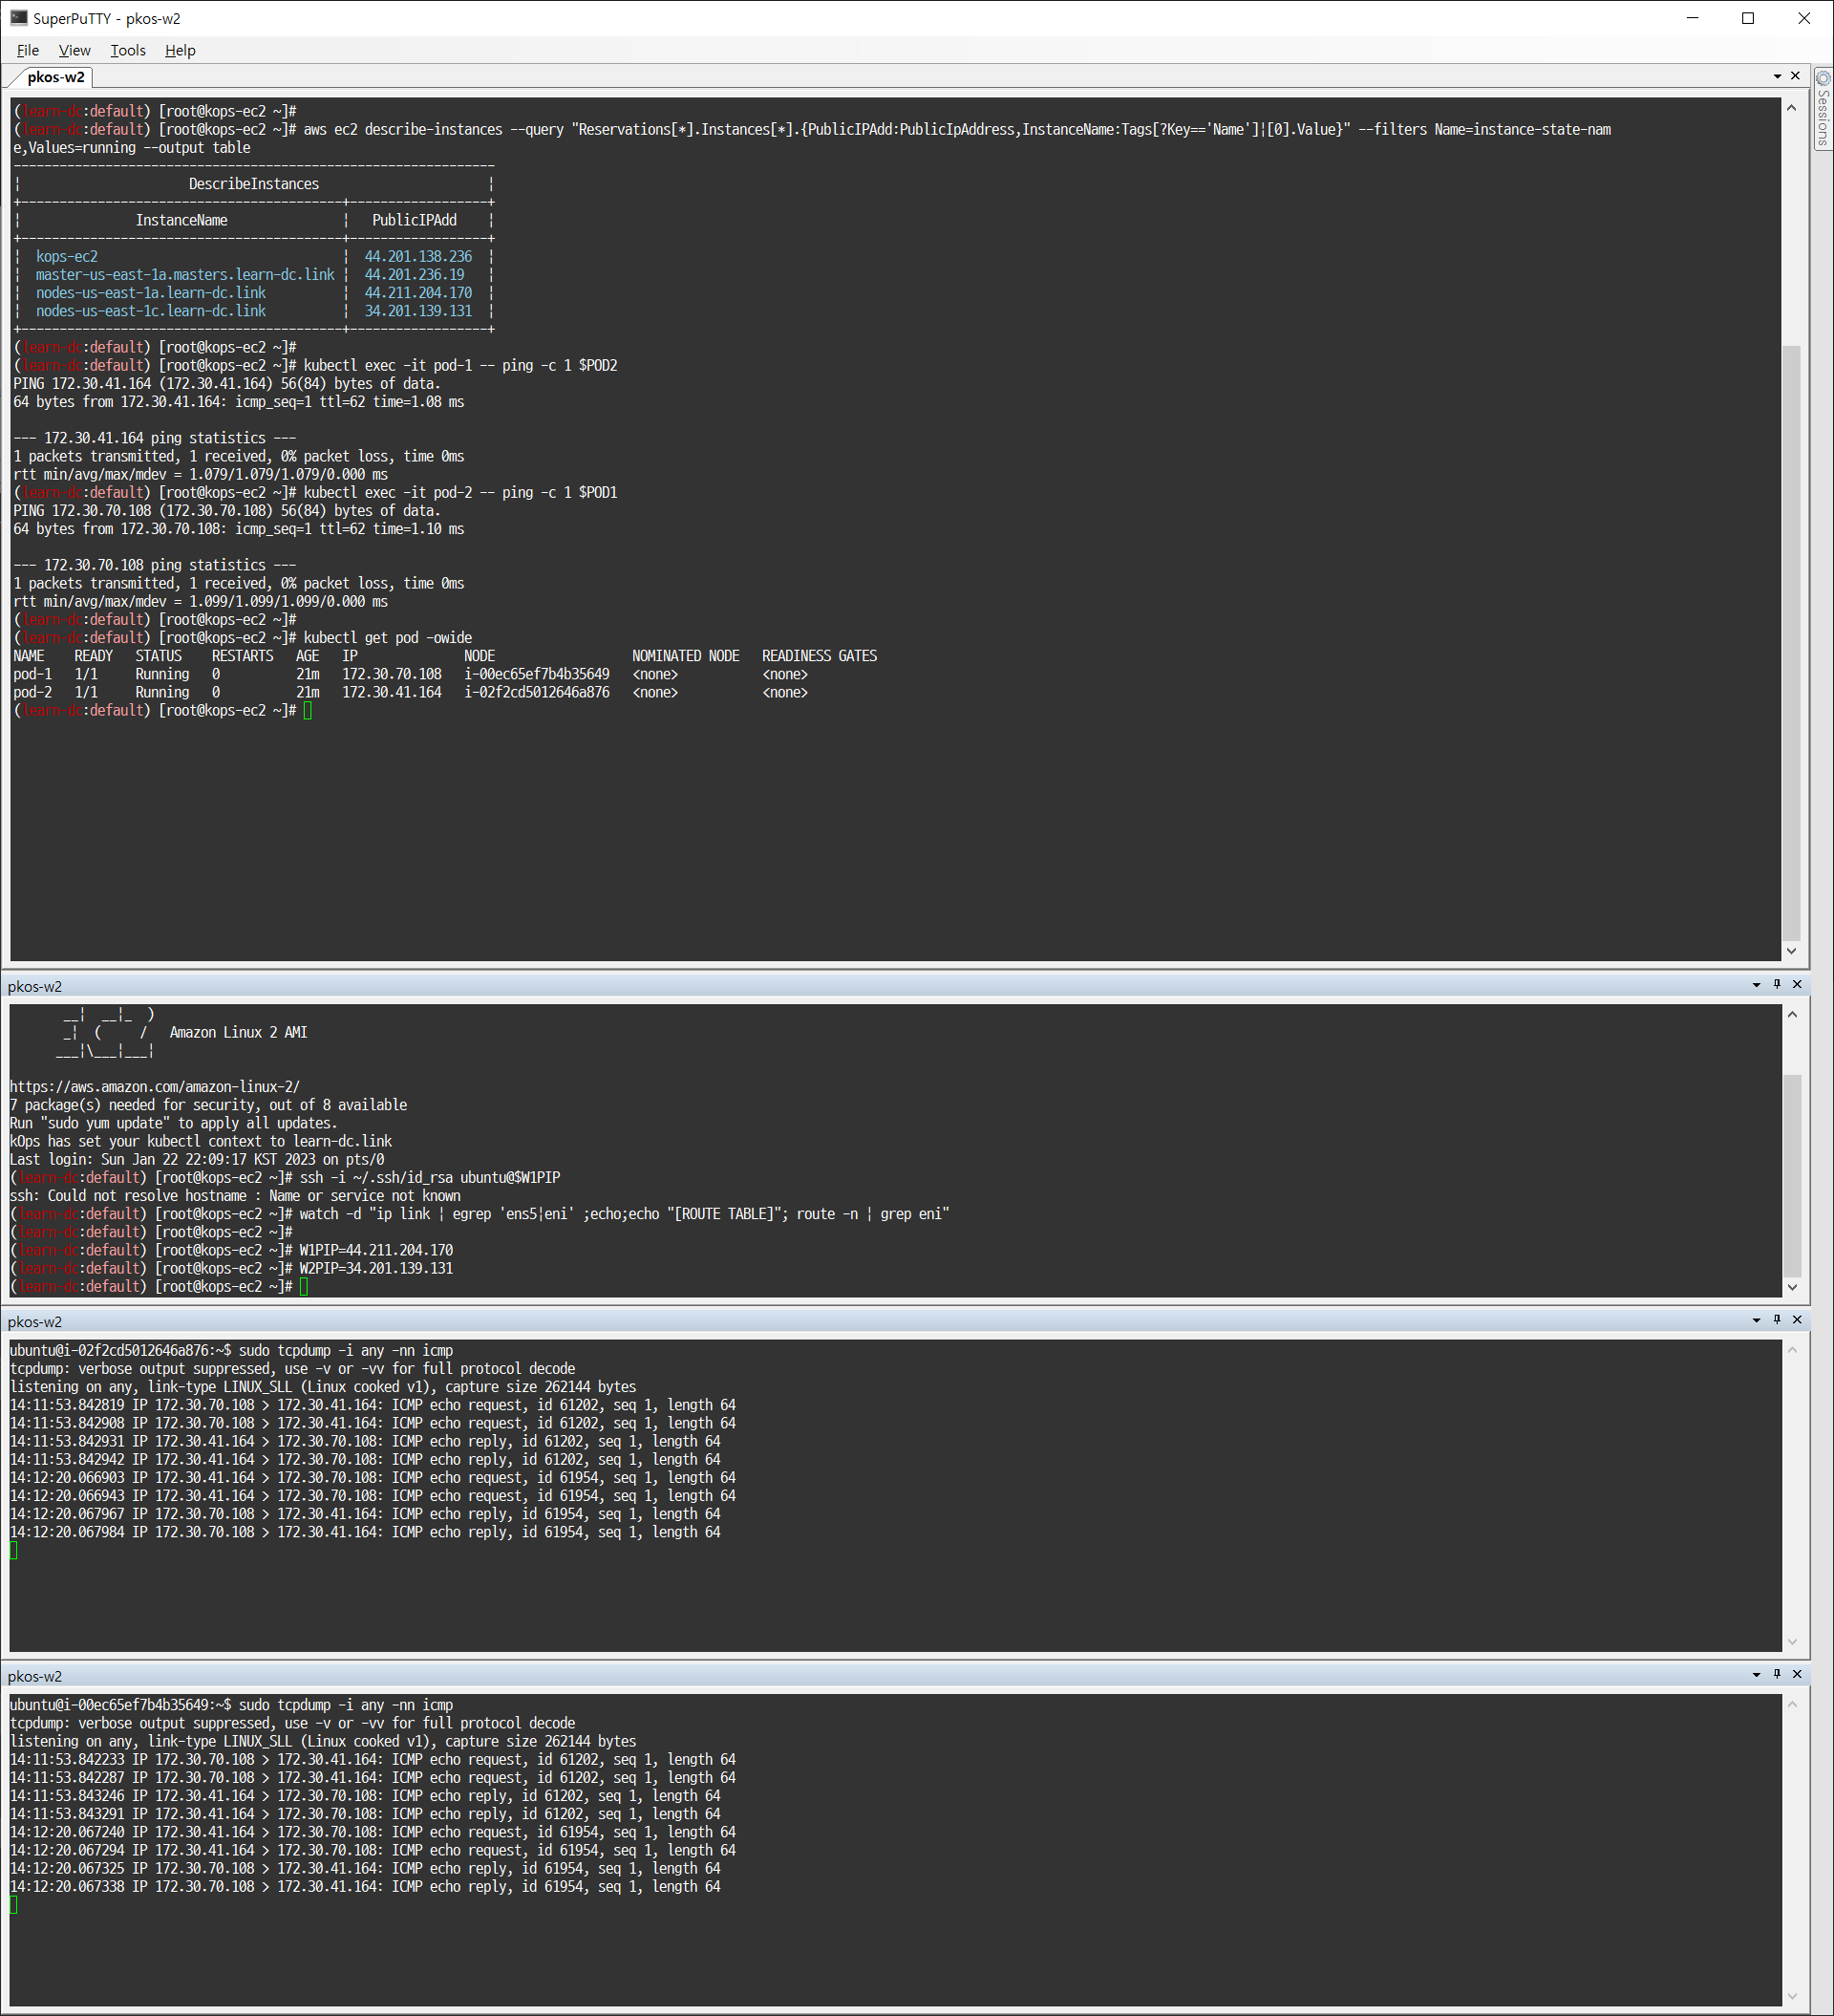 SuperPuTTY - pkos-w2
File View Tools Help
pkos-w2
Sessions
(learn-dc:default) [root@kops-ec2 ~]#
(learn-dc:default) [root@kops-ec2 ~]# aws ec2 describe-instances --query "Reservations[*].Instances[*].{PublicIPAdd:PublicIpAddress,InstanceName:Tags[?Key=='Name']|[0].Value}" --filters Name=instance-state-nam
e,Values=running --output table
---------------------------------------------------------------
|                      DescribeInstances                      |
+------------------------------------------+------------------+
|               InstanceName               |   PublicIPAdd    |
+------------------------------------------+------------------+
|  kops-ec2                                |  44.201.138.236  |
|  master-us-east-1a.masters.learn-dc.link |  44.201.236.19   |
|  nodes-us-east-1a.learn-dc.link          |  44.211.204.170  |
|  nodes-us-east-1c.learn-dc.link          |  34.201.139.131  |
+------------------------------------------+------------------+
(learn-dc:default) [root@kops-ec2 ~]#
(learn-dc:default) [root@kops-ec2 ~]# kubectl exec -it pod-1 -- ping -c 1 $POD2
PING 172.30.41.164 (172.30.41.164) 56(84) bytes of data.
64 bytes from 172.30.41.164: icmp_seq=1 ttl=62 time=1.08 ms

--- 172.30.41.164 ping statistics ---
1 packets transmitted, 1 received, 0% packet loss, time 0ms
rtt min/avg/max/mdev = 1.079/1.079/1.079/0.000 ms
(learn-dc:default) [root@kops-ec2 ~]# kubectl exec -it pod-2 -- ping -c 1 $POD1
PING 172.30.70.108 (172.30.70.108) 56(84) bytes of data.
64 bytes from 172.30.70.108: icmp_seq=1 ttl=62 time=1.10 ms

--- 172.30.70.108 ping statistics ---
1 packets transmitted, 1 received, 0% packet loss, time 0ms
rtt min/avg/max/mdev = 1.099/1.099/1.099/0.000 ms
(learn-dc:default) [root@kops-ec2 ~]#
(learn-dc:default) [root@kops-ec2 ~]# kubectl get pod -owide
NAME    READY   STATUS    RESTARTS   AGE   IP              NODE                  NOMINATED NODE   READINESS GATES
pod-1   1/1     Running   0          21m   172.30.70.108   i-00ec65ef7b4b35649   <none>           <none>
pod-2   1/1     Running   0          21m   172.30.41.164   i-02f2cd5012646a876   <none>           <none>
(learn-dc:default) [root@kops-ec2 ~]#
pkos-w2
       __|  __|_  )
       _|  (     /   Amazon Linux 2 AMI
      ___|\___|___|

https://aws.amazon.com/amazon-linux-2/
7 package(s) needed for security, out of 8 available
Run "sudo yum update" to apply all updates.
kOps has set your kubectl context to learn-dc.link
Last login: Sun Jan 22 22:09:17 KST 2023 on pts/0
(learn-dc:default) [root@kops-ec2 ~]# ssh -i ~/.ssh/id_rsa ubuntu@$W1PIP
ssh: Could not resolve hostname : Name or service not known
(learn-dc:default) [root@kops-ec2 ~]# watch -d "ip link | egrep 'ens5|eni' ;echo;echo "[ROUTE TABLE]"; route -n | grep eni"
(learn-dc:default) [root@kops-ec2 ~]#
(learn-dc:default) [root@kops-ec2 ~]# W1PIP=44.211.204.170
(learn-dc:default) [root@kops-ec2 ~]# W2PIP=34.201.139.131
(learn-dc:default) [root@kops-ec2 ~]#
pkos-w2
ubuntu@i-02f2cd5012646a876:~$ sudo tcpdump -i any -nn icmp
tcpdump: verbose output suppressed, use -v or -vv for full protocol decode
listening on any, link-type LINUX_SLL (Linux cooked v1), capture size 262144 bytes
14:11:53.842819 IP 172.30.70.108 > 172.30.41.164: ICMP echo request, id 61202, seq 1, length 64
14:11:53.842908 IP 172.30.70.108 > 172.30.41.164: ICMP echo request, id 61202, seq 1, length 64
14:11:53.842931 IP 172.30.41.164 > 172.30.70.108: ICMP echo reply, id 61202, seq 1, length 64
14:11:53.842942 IP 172.30.41.164 > 172.30.70.108: ICMP echo reply, id 61202, seq 1, length 64
14:12:20.066903 IP 172.30.41.164 > 172.30.70.108: ICMP echo request, id 61954, seq 1, length 64
14:12:20.066943 IP 172.30.41.164 > 172.30.70.108: ICMP echo request, id 61954, seq 1, length 64
14:12:20.067967 IP 172.30.70.108 > 172.30.41.164: ICMP echo reply, id 61954, seq 1, length 64
14:12:20.067984 IP 172.30.70.108 > 172.30.41.164: ICMP echo reply, id 61954, seq 1, length 64
pkos-w2
ubuntu@i-00ec65ef7b4b35649:~$ sudo tcpdump -i any -nn icmp
tcpdump: verbose output suppressed, use -v or -vv for full protocol decode
listening on any, link-type LINUX_SLL (Linux cooked v1), capture size 262144 bytes
14:11:53.842233 IP 172.30.70.108 > 172.30.41.164: ICMP echo request, id 61202, seq 1, length 64
14:11:53.842287 IP 172.30.70.108 > 172.30.41.164: ICMP echo request, id 61202, seq 1, length 64
14:11:53.843246 IP 172.30.41.164 > 172.30.70.108: ICMP echo reply, id 61202, seq 1, length 64
14:11:53.843291 IP 172.30.41.164 > 172.30.70.108: ICMP echo reply, id 61202, seq 1, length 64
14:12:20.067240 IP 172.30.41.164 > 172.30.70.108: ICMP echo request, id 61954, seq 1, length 64
14:12:20.067294 IP 172.30.41.164 > 172.30.70.108: ICMP echo request, id 61954, seq 1, length 64
14:12:20.067325 IP 172.30.70.108 > 172.30.41.164: ICMP echo reply, id 61954, seq 1, length 64
14:12:20.067338 IP 172.30.70.108 > 172.30.41.164: ICMP echo reply, id 61954, seq 1, length 64